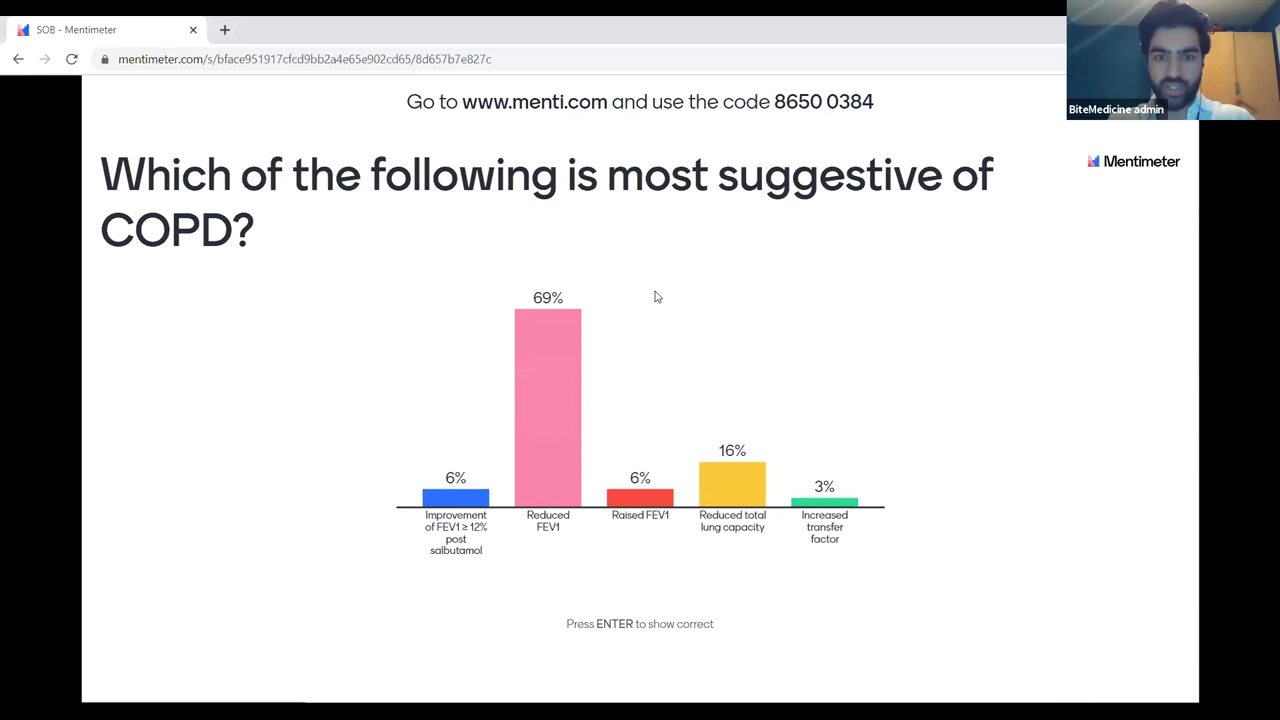 SOB - Mentimeter
mentimeter.com/s/bface951917cfcd9bb2a4e65e902cd65/8d657b7e827c
BiteMedicine admin
Go to www.menti.com and use the code 8650 0384
Mentimeter
Which of the following is most suggestive of
COPD?
6%
69%
6%
16%
3%
Improvement
of FEV1 ≥ 12%
post
salbutamol
Reduced
FEV1
Raised FEV1
Reduced total
lung capacity
Increased
transfer
factor
Press ENTER to show correct